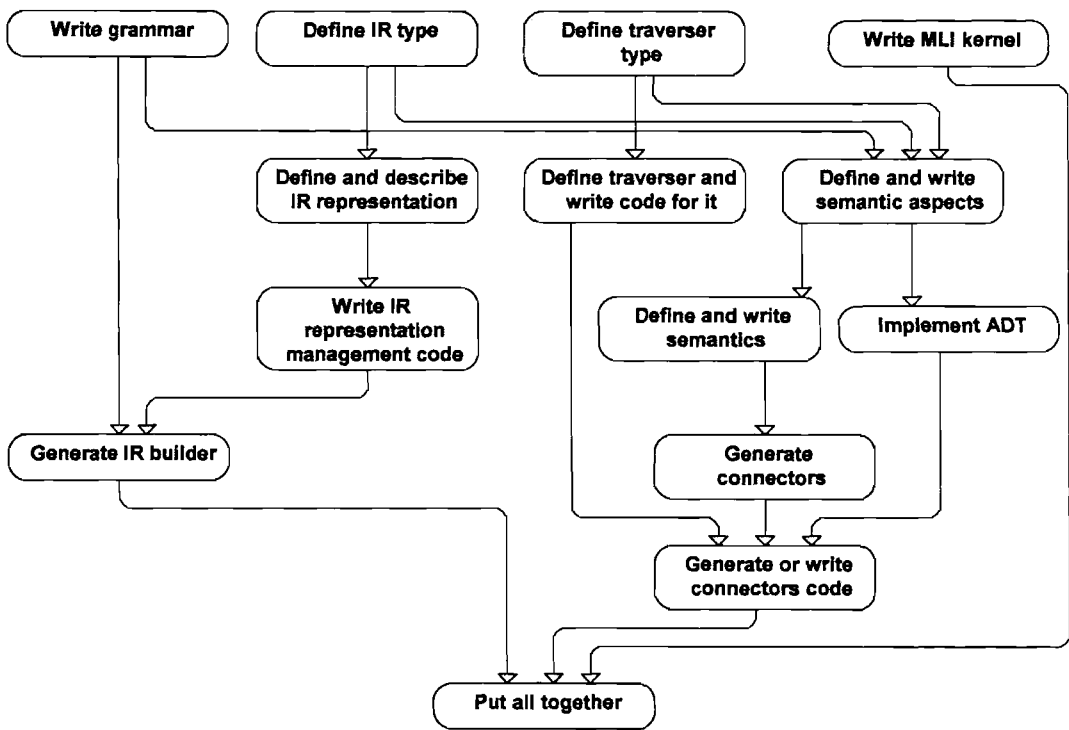 Write grammar
Define IR type
Define traverser
type
Write MLI kernel
Define and describe
IR representation
Define traverser and
write code for it
Define and write
semantic aspects
Write IR
representation
management code
Define and write
semantics
Implement ADT
Generate IR builder
Generate
connectors
Generate or write
connectors code
Put all together